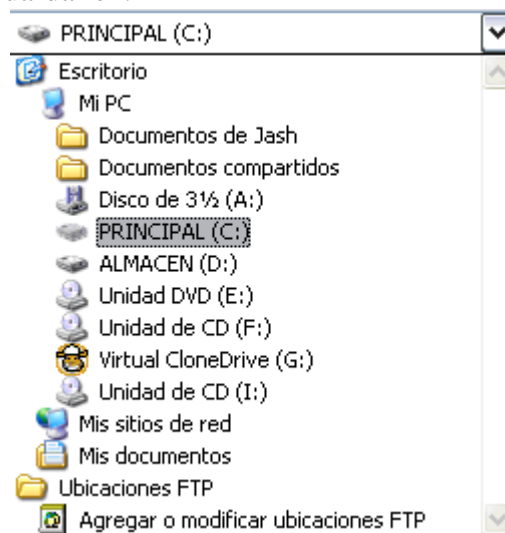 PRINCIPAL (C:)
Escritorio
Mi PC
Documentos de Jash
Documentos compartidos
Disco de 3½ (A:)
PRINCIPAL (C:)
ALMACEN (D:)
Unidad DVD (E:)
Unidad de CD (F:)
Virtual CloneDrive (G:)
Unidad de CD (I:)
Mis sitios de red
Mis documentos
Ubicaciones FTP
Agregar o modificar ubicaciones FTP